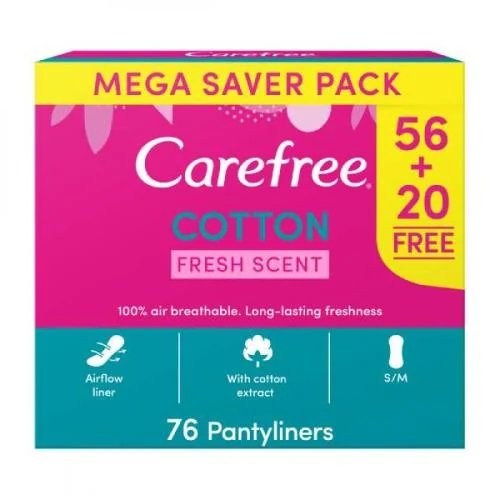 Carefree
MEGA SAVER PACK
56
+
20
FREE
Carefree®
COTTON
FRESH SCENT
100% air breathable. Long-lasting freshness
Airflow
liner
With cotton
extract
S/M
76 Pantyliners